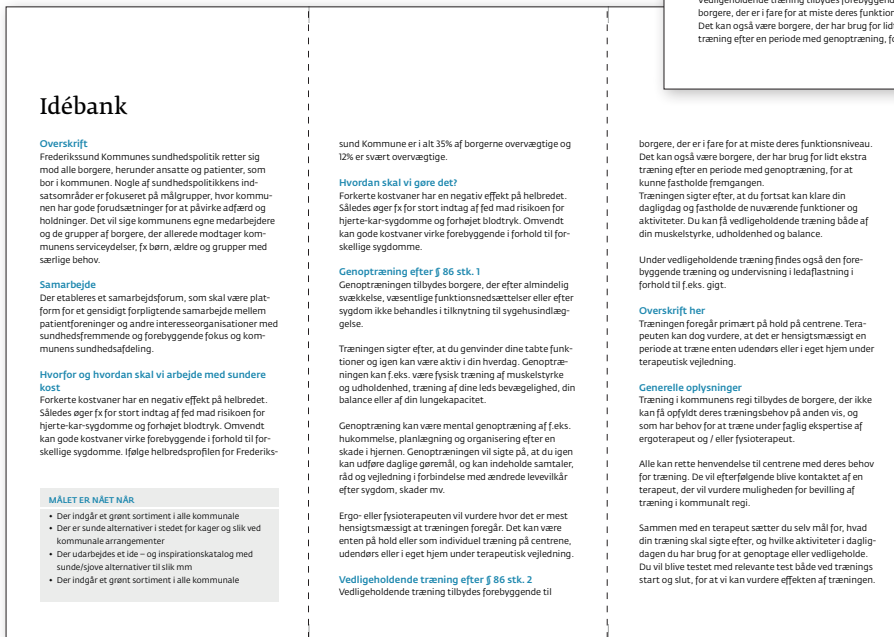 Vedligeholdende træning tilbydes forebyggend
borgere, der er i fare for at miste deres funktion
Det kan også være borgere, der har brug for lid
træning efter en periode med genoptræning, fo
Idébank
Overskrift
Frederikssund Kommunes sundhedspolitik retter sig
mod alle borgere, herunder ansatte og patienter, som
bor i kommunen. Nogle af sundhedspolitikkens ind-
satsområder er fokuseret på målgrupper, hvor kommu-
nen har gode forudsætninger for at påvirke adfærd og
holdninger. Det vil sige kommunens egne medarbejdere
og de grupper af borgere, der allerede modtager kom-
munens serviceydelser, fx børn, ældre og grupper med
særlige behov.
Samarbejde
Der etableres et samarbejdsforum, som skal være plat-
form for et gensidigt forpligtende samarbejde mellem
patientforeninger og andre interesseorganisationer med
sundhedsfremmende og forebyggende fokus og kom-
munens sundhedsafdeling.
Hvorfor og hvordan skal vi arbejde med sundere
kost
Forkerte kostvaner har en negativ effekt på helbredet.
Således øger fx for stort indtag af fed mad risikoen for
hjerte-kar-sygdomme og forhøjet blodtryk. Omvendt
kan gode kostvaner virke forebyggende i forhold til for-
skellige sygdomme. Ifølge helbredsprofilen for Frederiks-
MÅLET ER NÅET NÅR
• Der indgår et grønt sortiment i alle kommunale
• Der er sunde alternativer i stedet for kager og slik ved
kommunale arrangementer
• Der udarbejdes et ide – og inspirationskatalog med
sunde/sjove alternativer til slik mm
• Der indgår et grønt sortiment i alle kommunale
sund Kommune er i alt 35% af borgerne overvægtige og
12% er svært overvægtige.
Hvordan skal vi gøre det?
Forkerte kostvaner har en negativ effekt på helbredet.
Således øger fx for stort indtag af fed mad risikoen for
hjerte-kar-sygdomme og forhøjet blodtryk. Omvendt
kan gode kostvaner virke forebyggende i forhold til for-
skellige sygdomme.
Genoptræning efter § 86 stk. 1
Genoptræningen tilbydes borgere, der efter almindelig
svækkelse, væsentlige funktionsnedsættelser eller efter
sygdom ikke behandles i tilknytning til sygehusindlæg-
gelse.
Træningen sigter efter, at du genvinder dine tabte funk-
tioner og igen kan være aktiv i din hverdag. Genoptræ-
ningen kan f.eks. være fysisk træning af muskelstyrke
og udholdenhed, træning af dine leds bevægelighed, din
balance eller af din lungekapacitet.
Genoptræning kan være mental genoptræning af f.eks.
hukommelse, planlægning og organisering efter en
skade i hjernen. Genoptræningen vil sigte på, at du igen
kan udføre daglige gøremål, og kan indeholde samtaler,
råd og vejledning i forbindelse med ændrede levevilkår
efter sygdom, skader mv.
Ergo- eller fysioterapeuten vil vurdere hvor det er mest
hensigtsmæssigt at træningen foregår. Det kan være
enten på hold eller som individuel træning på centrene,
udendørs eller i eget hjem under terapeutisk vejledning.
Vedligeholdende træning efter § 86 stk. 2
Vedligeholdende træning tilbydes forebyggende til
borgere, der er i fare for at miste deres funktionsniveau.
Det kan også være borgere, der har brug for lidt ekstra
træning efter en periode med genoptræning, for at
kunne fastholde fremgangen.
Træningen sigter efter, at du fortsat kan klare din
dagligdag og fastholde de nuværende funktioner og
aktiviteter. Du kan få vedligeholdende træning både af
din muskelstyrke, udholdenhed og balance.
Under vedligeholdende træning findes også den fore-
byggende træning og undervisning i ledaflastning i
forhold til f.eks. gigt.
Overskrift her
Træningen foregår primært på hold på centrene. Tera-
peuten kan dog vurdere, at det er hensigtsmæssigt en
periode at træne enten udendørs eller i eget hjem under
terapeutisk vejledning.
Generelle oplysninger
Træning i kommunens regi tilbydes de borgere, der ikke
kan få opfyldt deres træningsbehov på anden vis, og
som har behov for at træne under faglig ekspertise af
ergoterapeut og / eller fysioterapeut.
Alle kan rette henvendelse til centrene med deres behov
for træning. De vil efterfølgende blive kontaktet af en
terapeut, der vil vurdere muligheden for bevilling af
træning i kommunalt regi.
Sammen med en terapeut sætter du selv mål for, hvad
din træning skal sigte efter, og hvilke aktiviteter i daglig-
dagen du har brug for at genoptage eller vedligeholde.
Du vil blive testet med relevante test både ved trænings
start og slut, for at vi kan vurdere effekten af træningen.